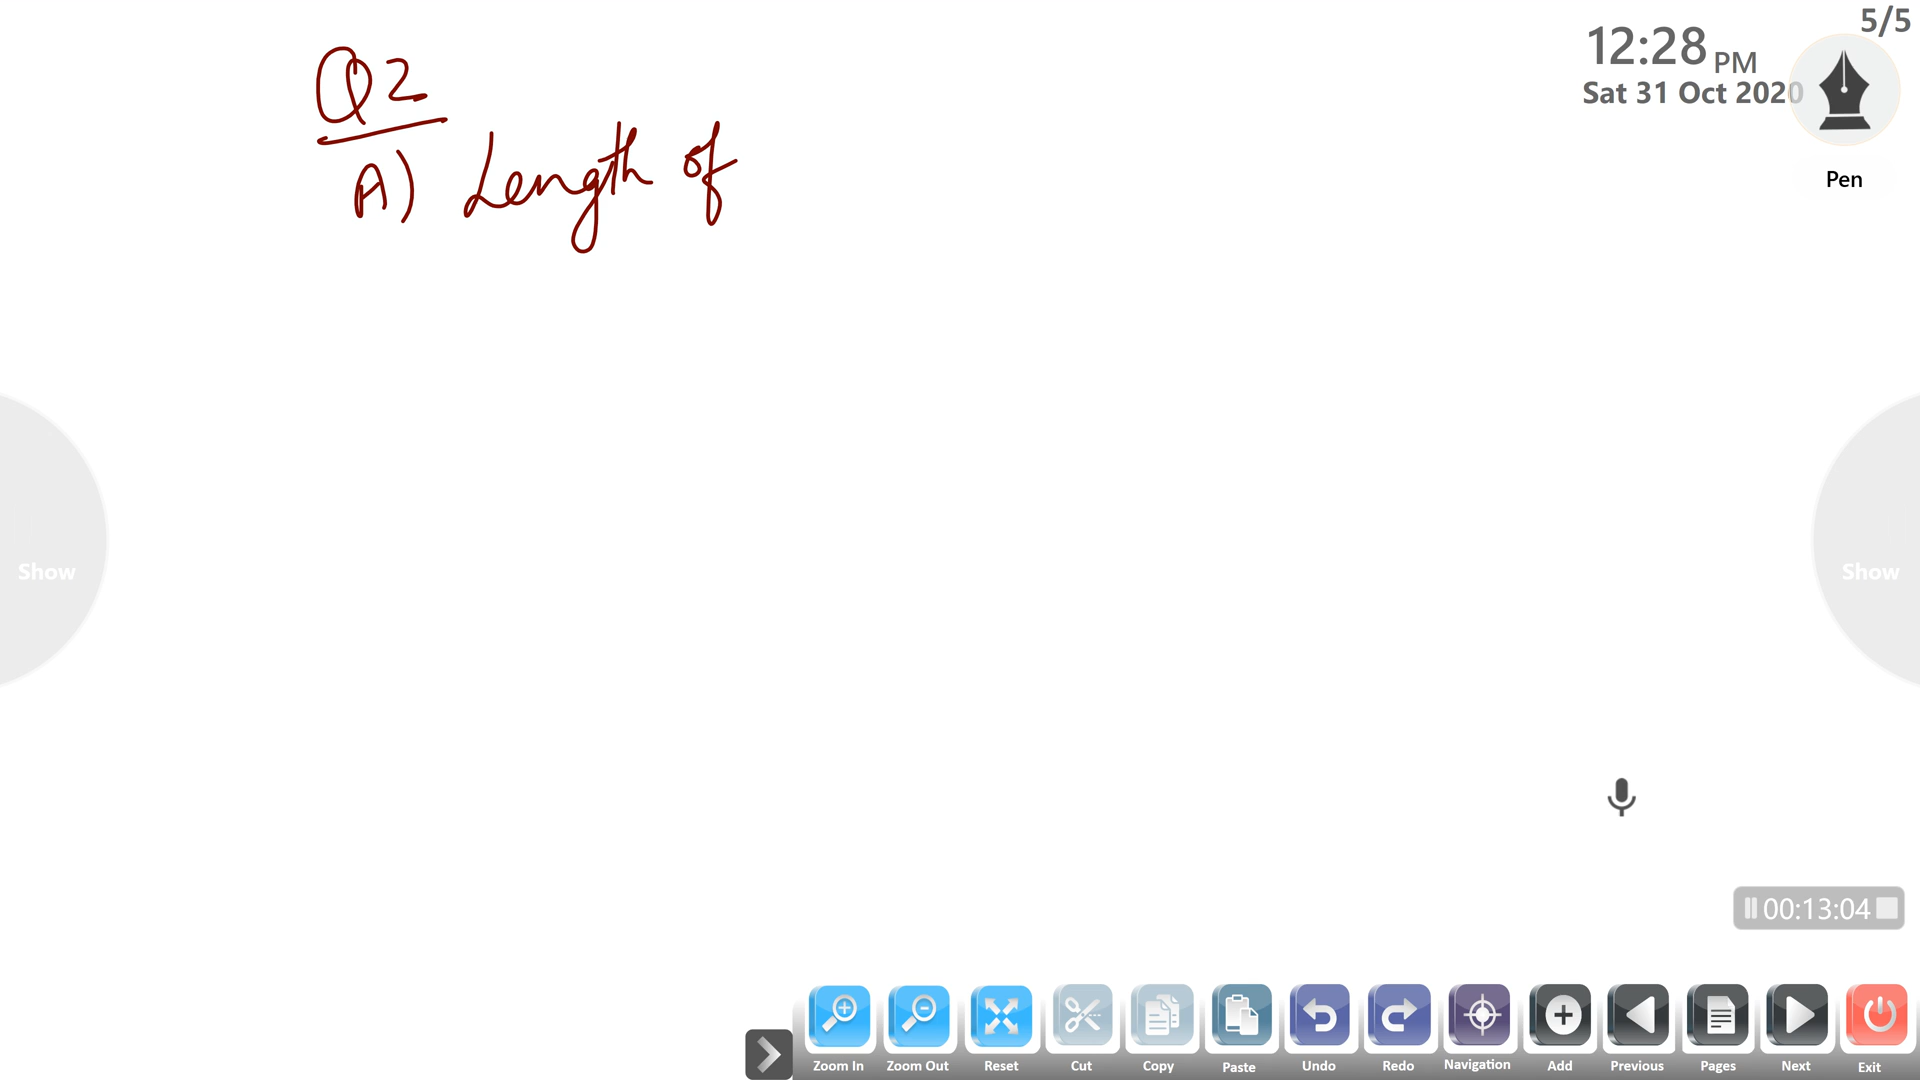 5/5
12:28 PM
Sat 31 Oct 2020
Pen
Q2
A) Length of
Show
Show
00:13:04
Zoom In Zoom Out Reset Cut Copy Paste Undo Redo Navigation Add Previous Pages Next Exit